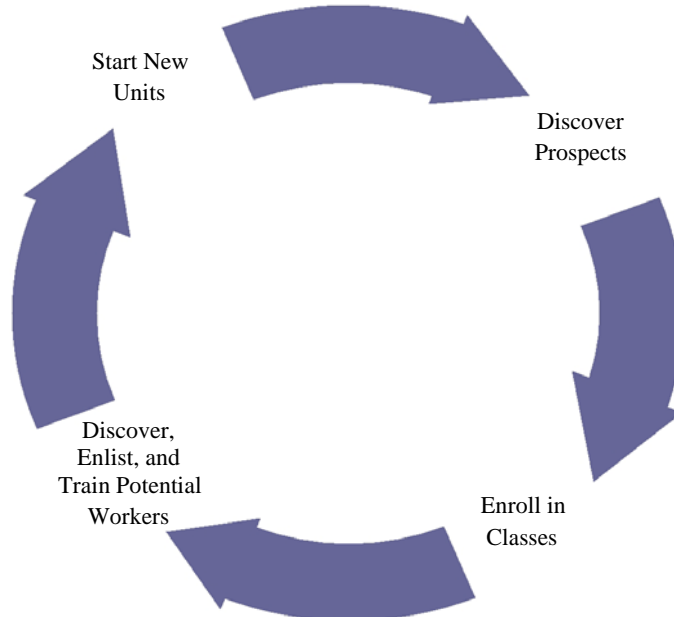 Start New
Units
Discover
Prospects
Enroll in
Classes
Discover,
Enlist, and
Train Potential
Workers